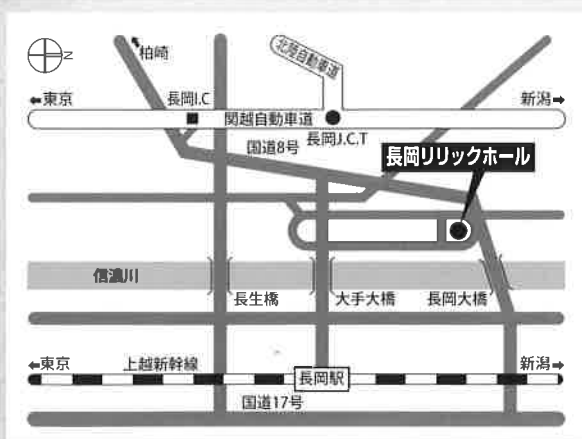 N
柏崎
北陸自動車道
←東京
長岡I.C
関越自動車道
長岡J.C.T
新潟→
国道8号
長岡リリックホール
信濃川
長生橋
大手大橋
長岡大橋
←東京
上越新幹線
長岡駅
新潟→
国道17号